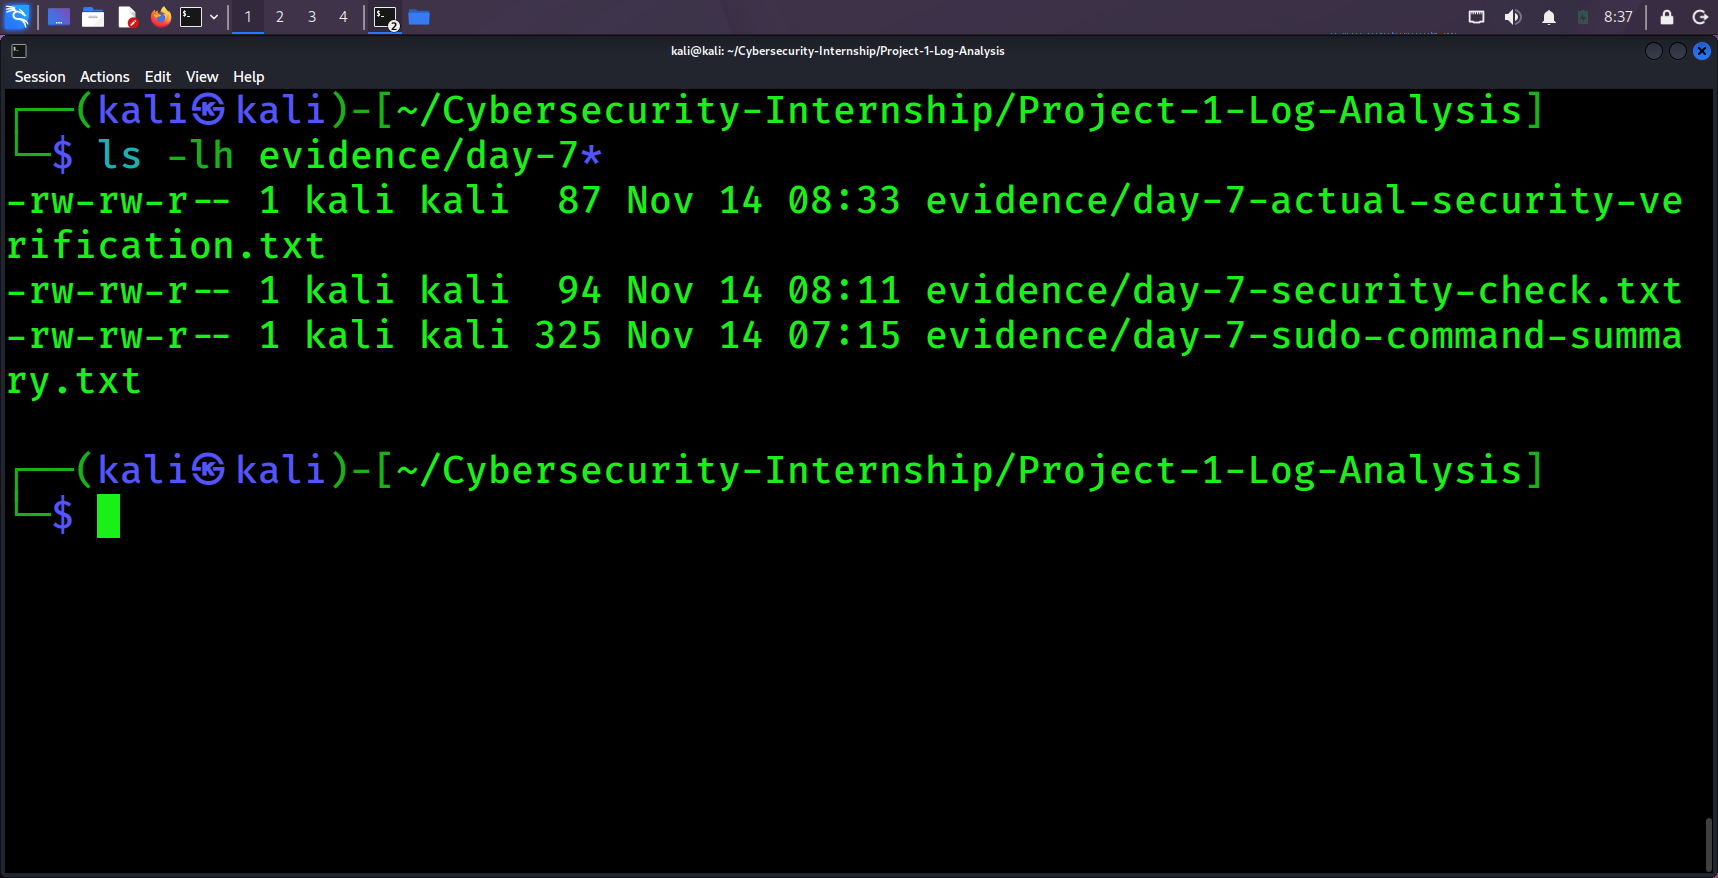 1 2 3 4 2 8:37
kali@kali: ~/Cybersecurity-Internship/Project-1-Log-Analysis
Session Actions Edit View Help
┌──(kali㉿kali)-[~/Cybersecurity-Internship/Project-1-Log-Analysis]
└─$ ls -lh evidence/day-7*
-rw-rw-r-- 1 kali kali  87 Nov 14 08:33 evidence/day-7-actual-security-ve
rification.txt
-rw-rw-r-- 1 kali kali  94 Nov 14 08:11 evidence/day-7-security-check.txt
-rw-rw-r-- 1 kali kali 325 Nov 14 07:15 evidence/day-7-sudo-command-summa
ry.txt
┌──(kali㉿kali)-[~/Cybersecurity-Internship/Project-1-Log-Analysis]
└─$